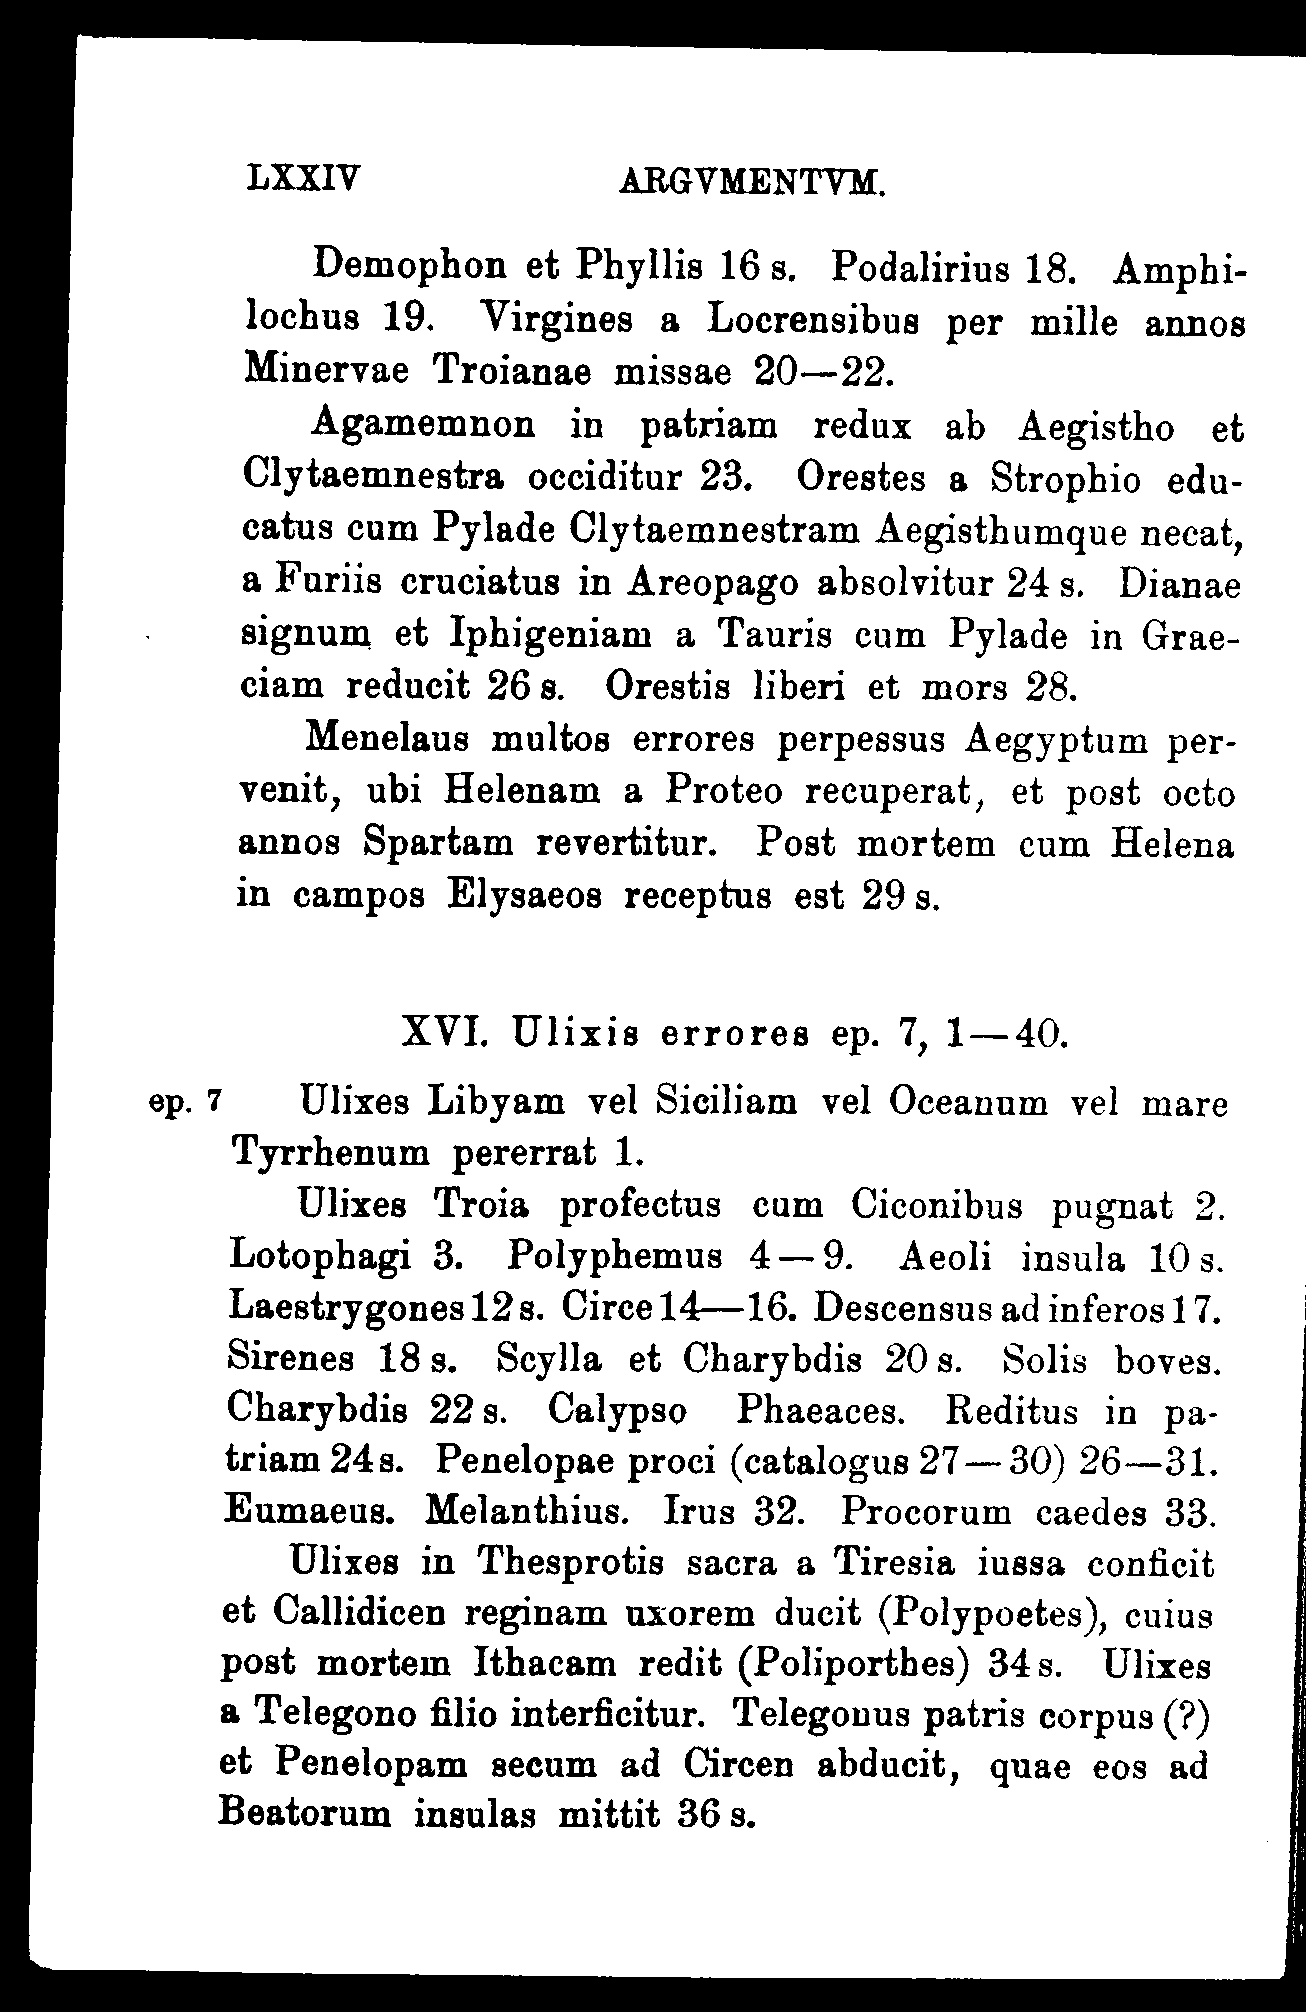 LXXIV ARGVMENTVM.
Demophon et Phyllis 16 s. Podalirius 18. Amphi-
lochus 19. Virgines a Locrensibus per mille annos
Minervae Troianae missae 20—22.
Agamemnon in patriam redux ab Aegistho et
Clytaemnestra occiditur 23. Orestes a Strophio edu-
catus cum Pylade Clytaemnestram Aegisthumque necat,
a Furiis cruciatus in Areopago absolvitur 24 s. Dianae
signum et Iphigeniam a Tauris cum Pylade in Grae-
ciam reducit 26 s. Orestis liberi et mors 28.
Menelaus multos errores perpessus Aegyptum per-
venit, ubi Helenam a Proteo recuperat, et post octo
annos Spartam revertitur. Post mortem cum Helena
in campos Elysaeos receptus est 29 s.
XVI. Ulixis errores ep. 7, 1—40.
ep. 7 Ulixes Libyam vel Siciliam vel Oceanum vel mare
Tyrrhenum pererrat 1.
Ulixes Troia profectus cum Ciconibus pugnat 2.
Lotophagi 3. Polyphemus 4—9. Aeoli insula 10 s.
Laestrygones 12 s. Circe 14—16. Descensus ad inferos 17.
Sirenes 18 s. Scylla et Charybdis 20 s. Solis boves.
Charybdis 22 s. Calypso Phaeaces. Reditus in pa-
triam 24 s. Penelopae proci (catalogus 27—30) 26—31.
Eumaeus. Melanthius. Irus 32. Procorum caedes 33.
Ulixes in Thesprotis sacra a Tiresia iussa conficit
et Callidicen reginam uxorem ducit (Polypoetes), cuius
post mortem Ithacam redit (Poliporthes) 34 s. Ulixes
a Telegono filio interficitur. Telegonus patris corpus (?)
et Penelopam secum ad Circen abducit, quae eos ad
Beatorum insulas mittit 36 s.